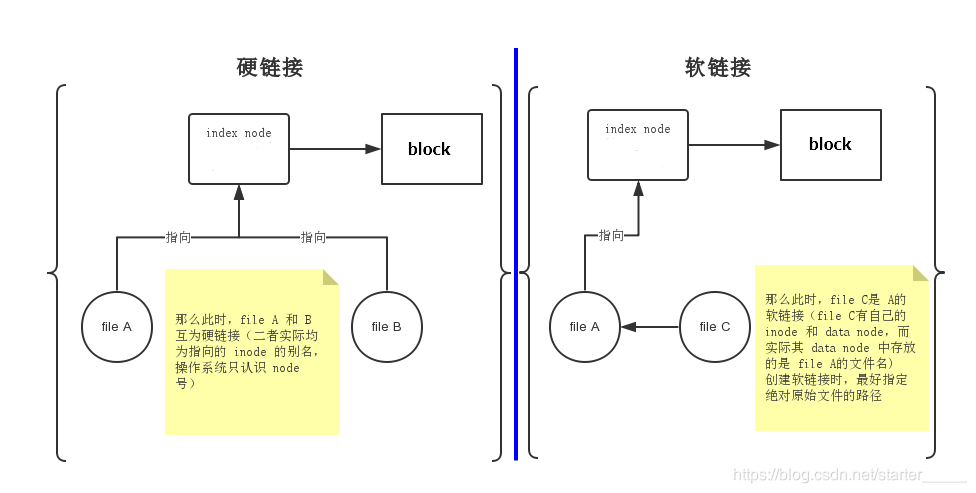 硬链接
index node
block
指向
指向
file A
file B
那么此时，file A 和 B
互为硬链接（二者实际均
为指向的 inode 的别名，
操作系统只认识 node
号）
软链接
index node
block
指向
file A
file C
那么此时，file C是 A的
软链接（file C有自己的
inode 和 data node，而
实际其 data node 中存放
的是 file A的文件名）
创建软链接时，最好指定
绝对原始文件的路径
https://blog.csdn.net/starter_____